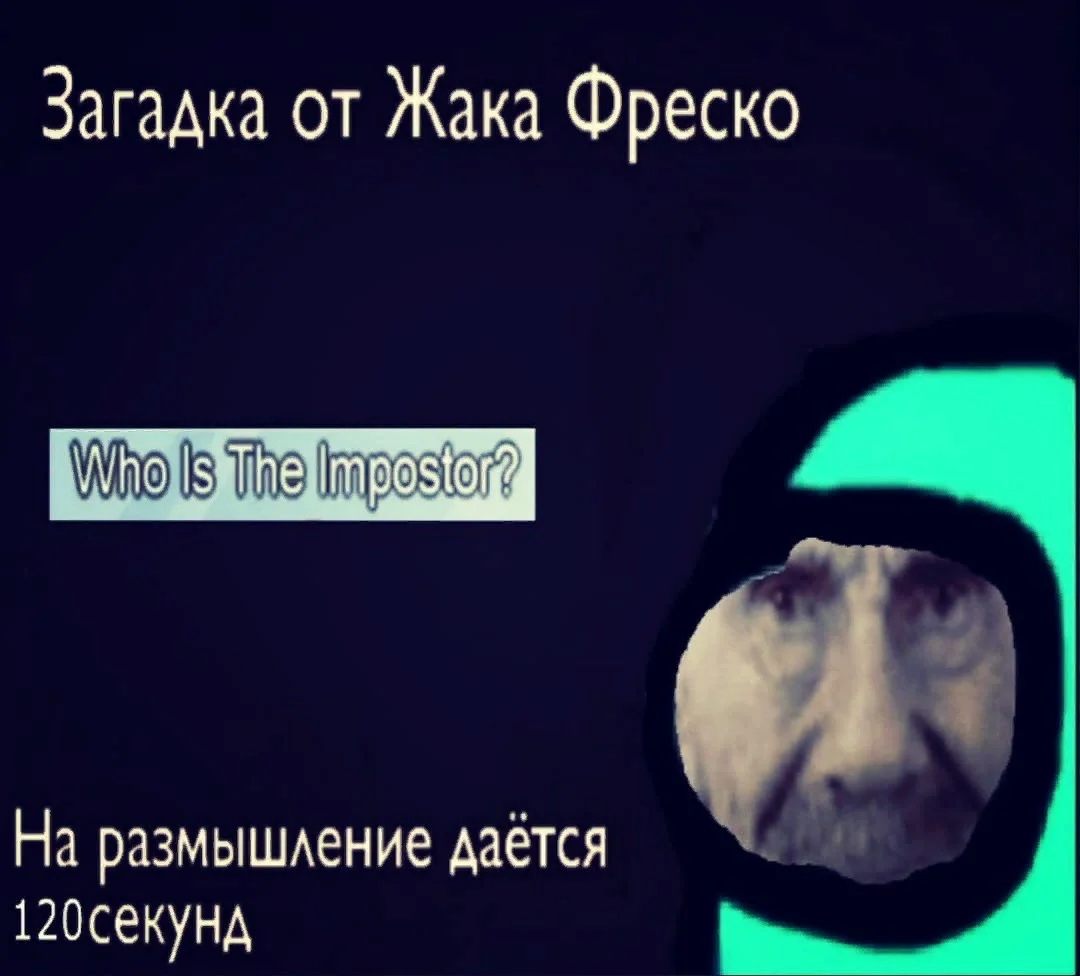 Загадка от Жака Фреско
Who Is The Impostor?
На размышление даётся
120секунд